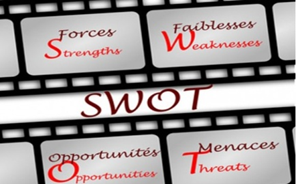 Forces
Strengths
Faiblesses
Weaknesses
SWOT
Opportunités
Opportunities
Menaces
Threats